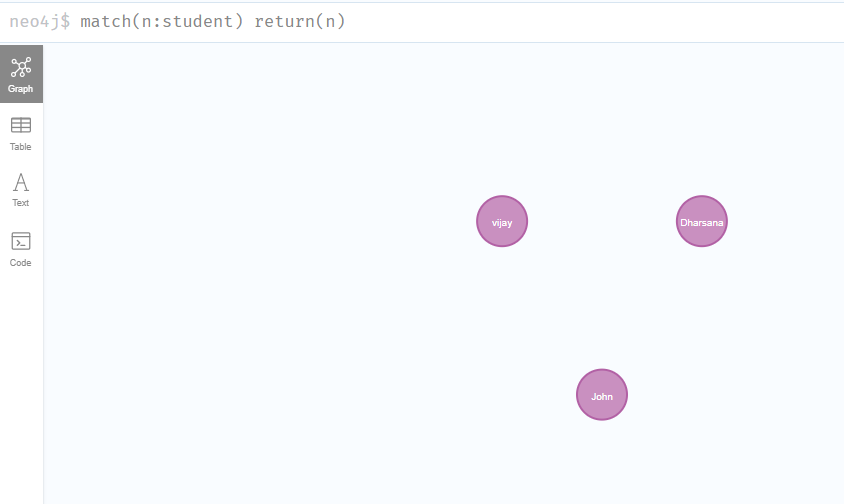 neo4j$ match(n:student) return(n)
Graph
Table
Text
Code
vijay
Dharsana
John